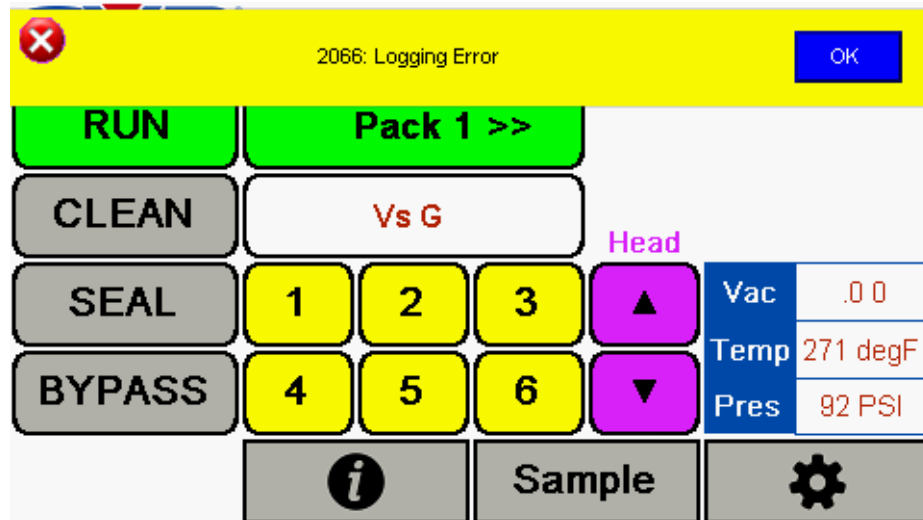 2066: Logging Error
OK
RUN
Pack 1 >>
CLEAN
Vs G
Head
SEAL
1
2
3
▲
Vac
.0 0
Temp
271 degF
BYPASS
4
5
6
▼
Pres
92 PSI
i
Sample